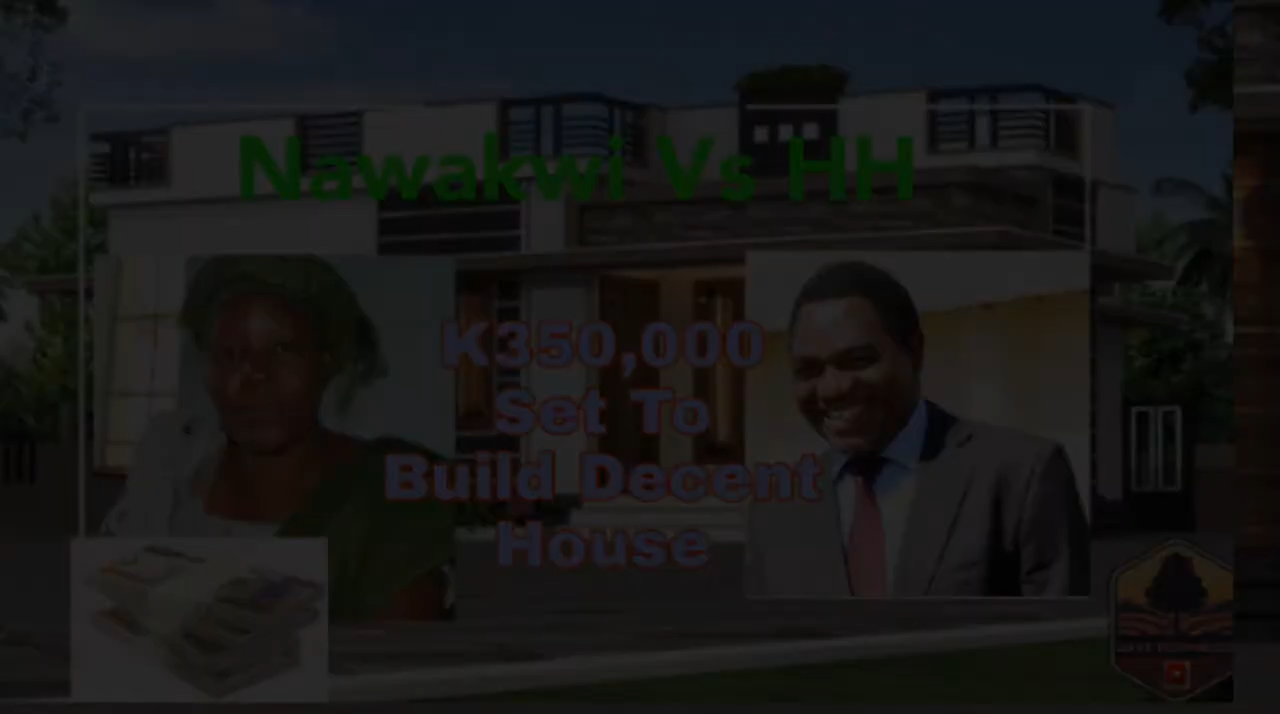 Nawakwi Vs HH
K350,000
Set To
Build Decent
House